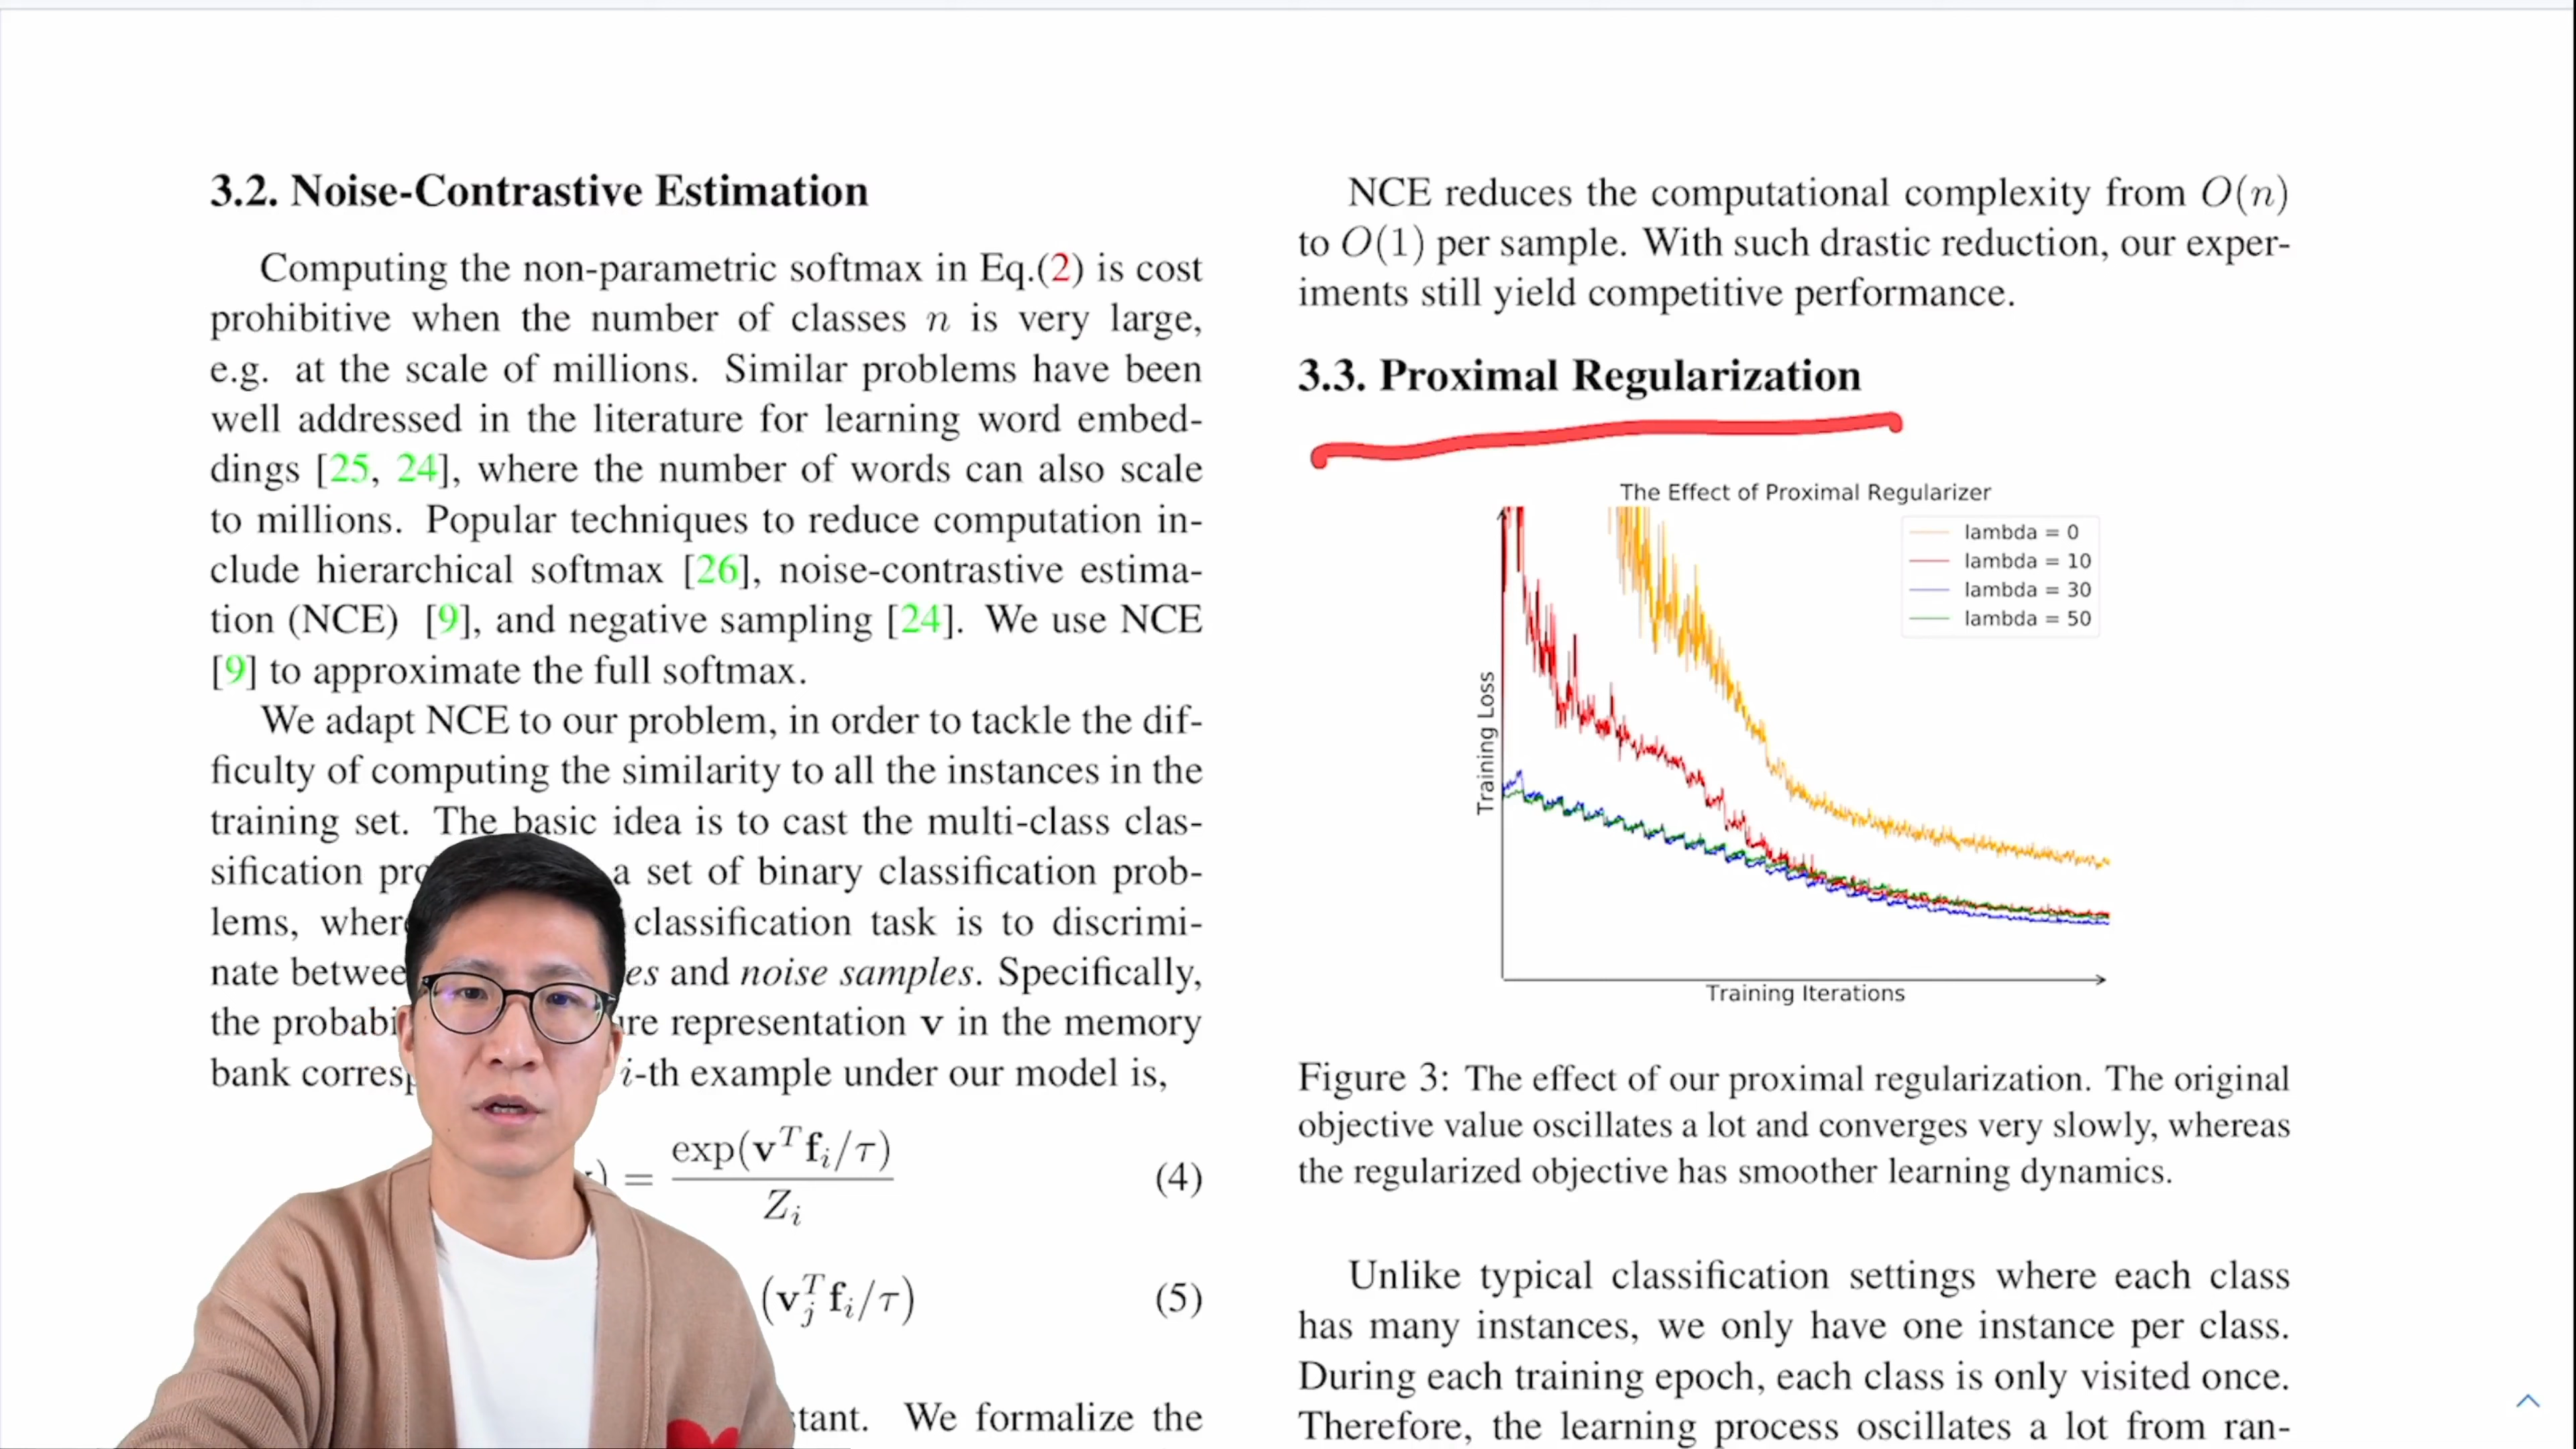 3.2. Noise-Contrastive Estimation
Computing the non-parametric softmax in Eq.(2) is cost
prohibitive when the number of classes n is very large,
e.g. at the scale of millions. Similar problems have been
well addressed in the literature for learning word embed-
dings [25, 24], where the number of words can also scale
to millions. Popular techniques to reduce computation in-
clude hierarchical softmax [26], noise-contrastive estima-
tion (NCE) [9], and negative sampling [24]. We use NCE
[9] to approximate the full softmax.
We adapt NCE to our problem, in order to tackle the dif-
ficulty of computing the similarity to all the instances in the
training set. The basic idea is to cast the multi-class clas-
sification a set of binary classification prob-
lems, classification task is to discrimi-
nate and noise samples. Specifically,
the representation v in the memory
bank i-th example under our model is,
= exp(v^T f_i/τ) / Z_i (4)
(v_j^T f_i/τ) (5)
We formalize the
NCE reduces the computational complexity from O(n)
to O(1) per sample. With such drastic reduction, our exper-
iments still yield competitive performance.
3.3. Proximal Regularization
The Effect of Proximal Regularizer
lambda = 0
lambda = 10
lambda = 30
lambda = 50
Training Loss
Training Iterations
Figure 3: The effect of our proximal regularization. The original
objective value oscillates a lot and converges very slowly, whereas
the regularized objective has smoother learning dynamics.
Unlike typical classification settings where each class
has many instances, we only have one instance per class.
During each training epoch, each class is only visited once.
Therefore, the learning process oscillates a lot from ran-